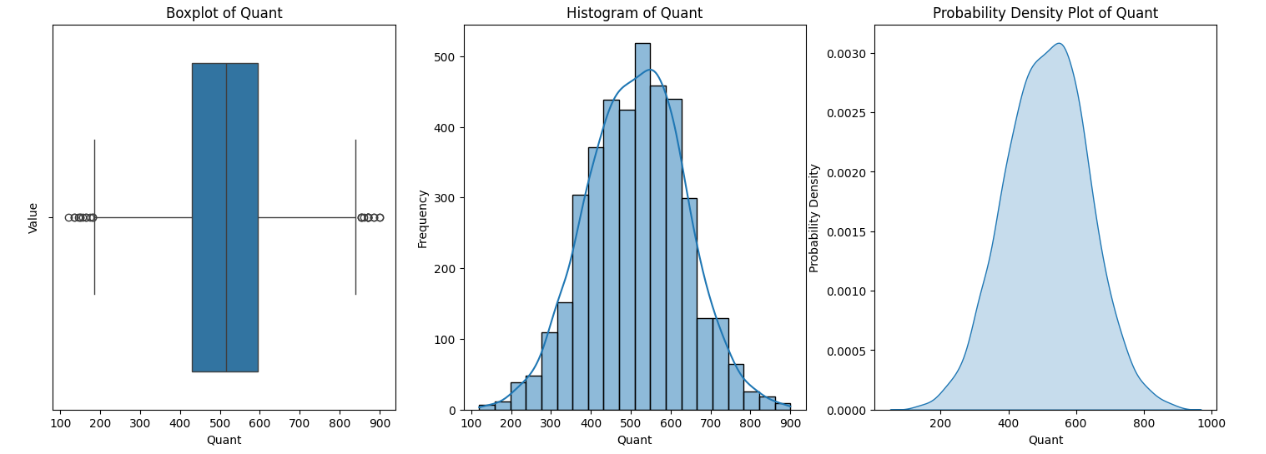 Boxplot of Quant
Value
100 200 300 400 500 600 700 800 900
Quant
Histogram of Quant
Frequency
500
400
300
200
100
0
100 200 300 400 500 600 700 800 900
Quant
Probability Density Plot of Quant
Probability Density
0.0030
0.0025
0.0020
0.0015
0.0010
0.0005
0.0000
200 400 600 800 1000
Quant